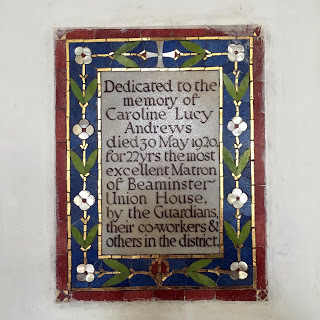 Dedicated to the
memory of
Caroline Lucy
Andrews
died 30 May 1920.
for 22yrs the most
excellent Matron
of Beaminster
Union House,
by the Guardians,
their co-workers &
others in the district.